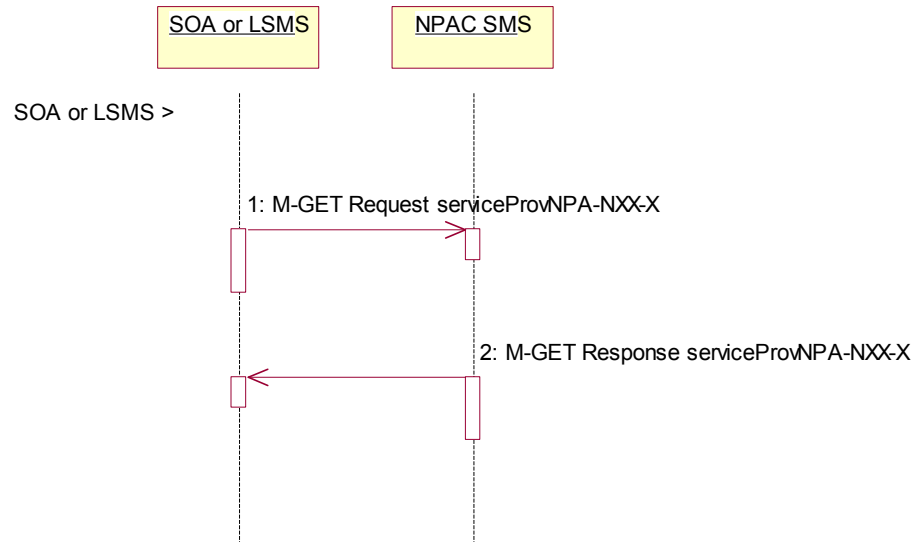 SOA or LSMS
NPAC SMS
SOA or LSMS >
1: M-GET Request serviceProvNPA-NXX-X
2: M-GET Response serviceProvNPA-NXX-X